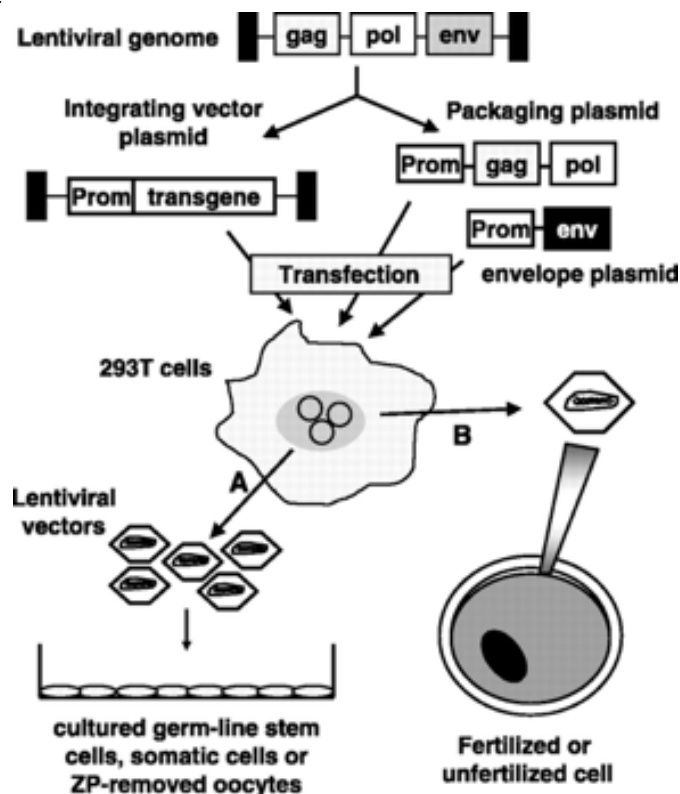 Lentiviral genome
gag
pol
env
Integrating vector
plasmid
Packaging plasmid
Prom
transgene
Prom
gag
pol
Prom
env
envelope plasmid
Transfection
293T cells
A
B
Lentiviral
vectors
cultured germ-line stem
cells, somatic cells or
ZP-removed oocytes
Fertilized or
unfertilized cell